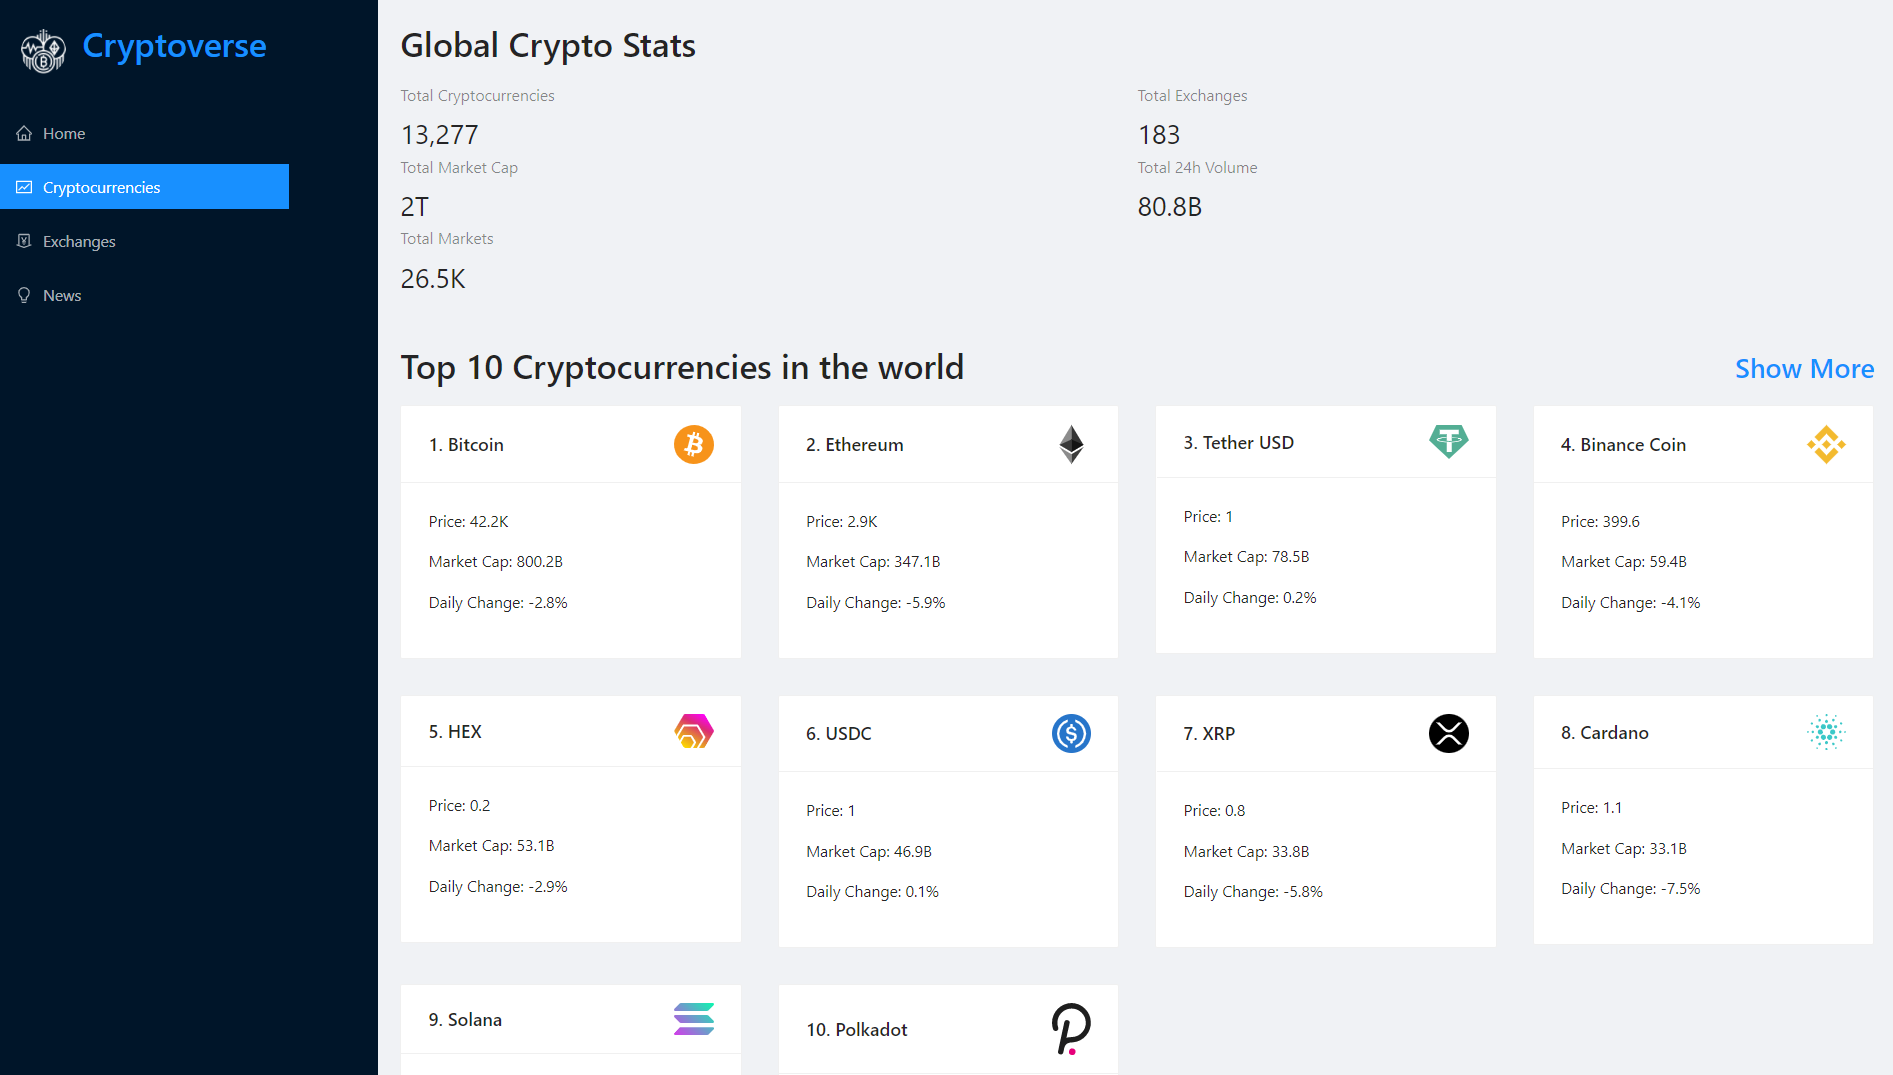 Cryptoverse
Home
Cryptocurrencies
Exchanges
News
Global Crypto Stats
Total Cryptocurrencies
13,277
Total Exchanges
183
Total Market Cap
2T
Total 24h Volume
80.8B
Total Markets
26.5K
Top 10 Cryptocurrencies in the world
Show More
1. Bitcoin
Price: 42.2K
Market Cap: 800.2B
Daily Change: -2.8%
2. Ethereum
Price: 2.9K
Market Cap: 347.1B
Daily Change: -5.9%
3. Tether USD
Price: 1
Market Cap: 78.5B
Daily Change: 0.2%
4. Binance Coin
Price: 399.6
Market Cap: 59.4B
Daily Change: -4.1%
5. HEX
Price: 0.2
Market Cap: 53.1B
Daily Change: -2.9%
6. USDC
Price: 1
Market Cap: 46.9B
Daily Change: 0.1%
7. XRP
Price: 0.8
Market Cap: 33.8B
Daily Change: -5.8%
8. Cardano
Price: 1.1
Market Cap: 33.1B
Daily Change: -7.5%
9. Solana
10. Polkadot